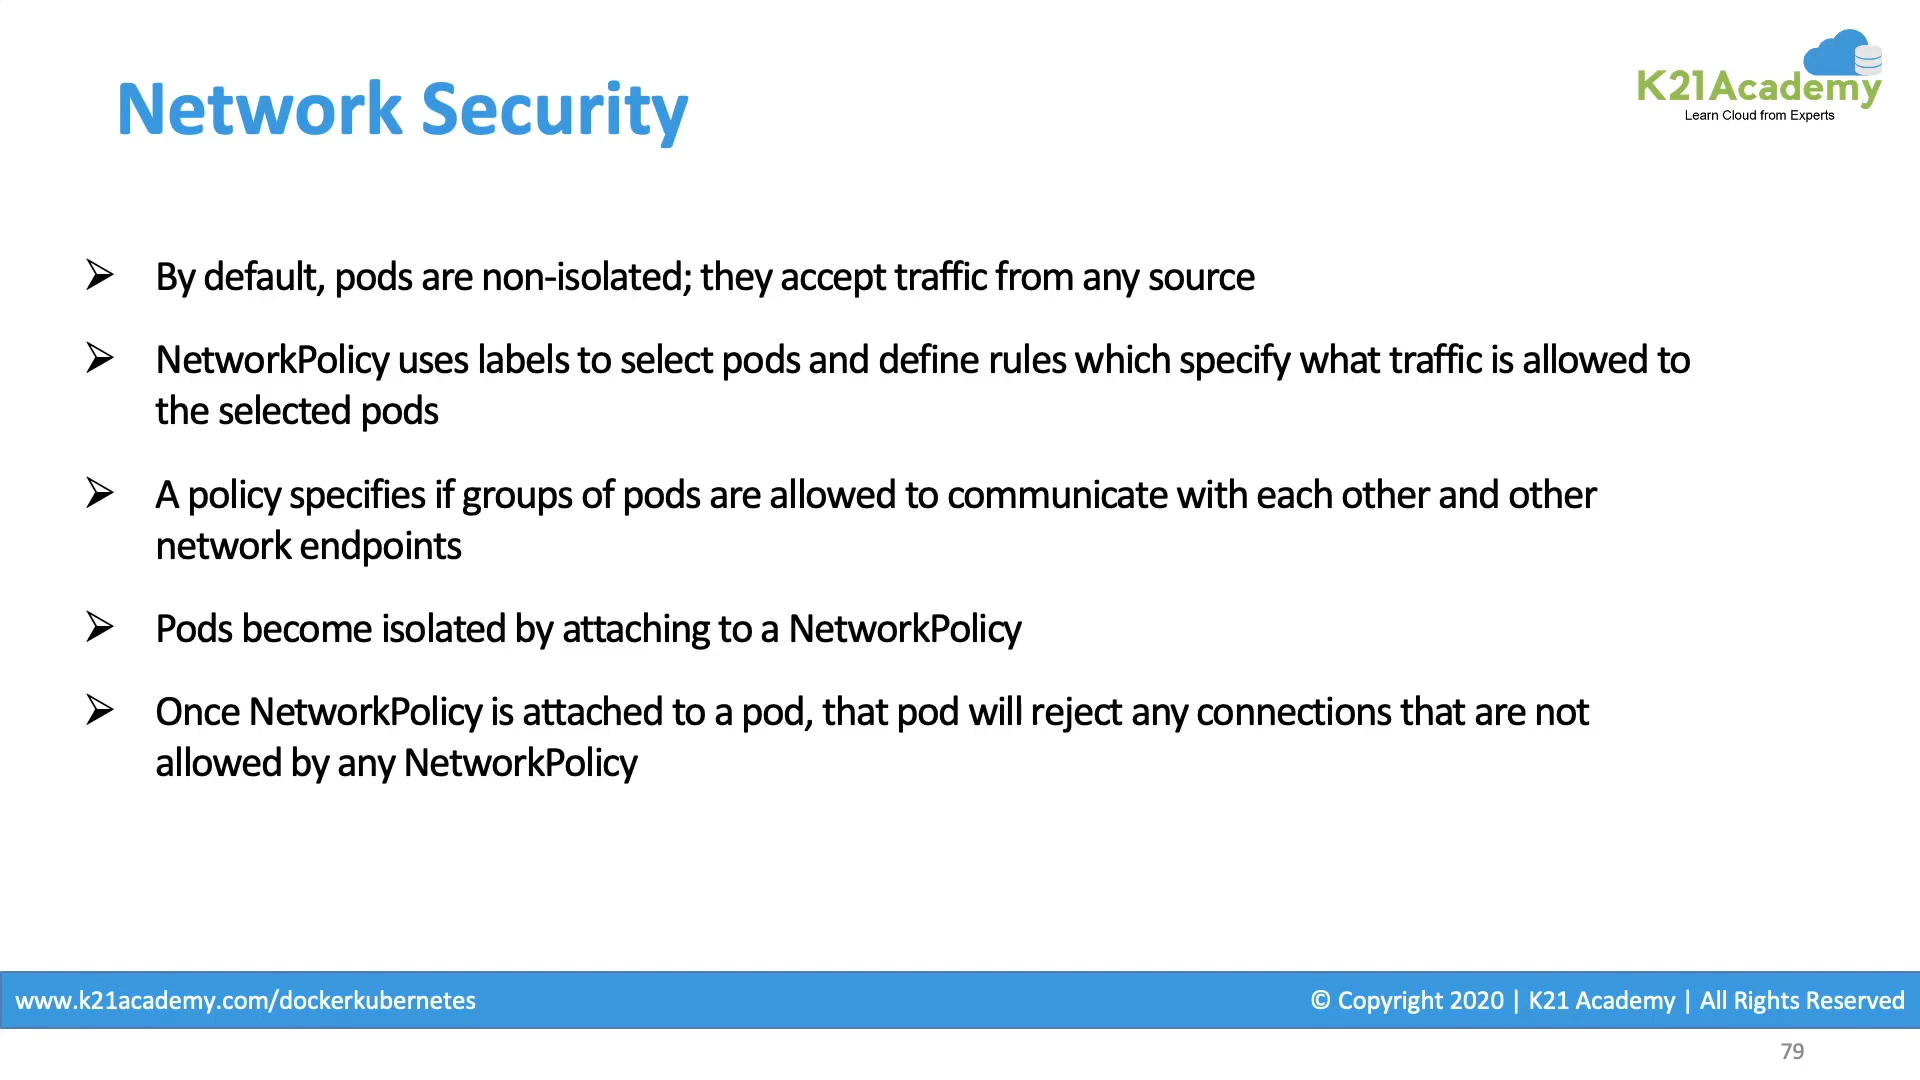 Network Security
K21Academy
Learn Cloud from Experts
By default, pods are non-isolated; they accept traffic from any source
NetworkPolicy uses labels to select pods and define rules which specify what traffic is allowed to
the selected pods
A policy specifies if groups of pods are allowed to communicate with each other and other
network endpoints
Pods become isolated by attaching to a NetworkPolicy
Once NetworkPolicy is attached to a pod, that pod will reject any connections that are not
allowed by any NetworkPolicy
www.k21academy.com/dockerkubernetes
© Copyright 2020 | K21 Academy | All Rights Reserved
79